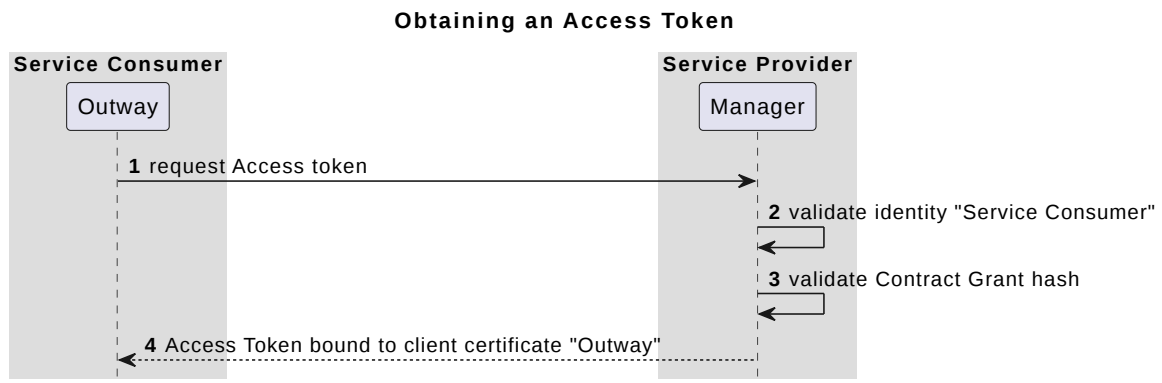 Obtaining an Access Token
Service Consumer
Service Provider
Outway
Manager
1 request Access token
2 validate identity "Service Consumer"
3 validate Contract Grant hash
4 Access Token bound to client certificate "Outway"